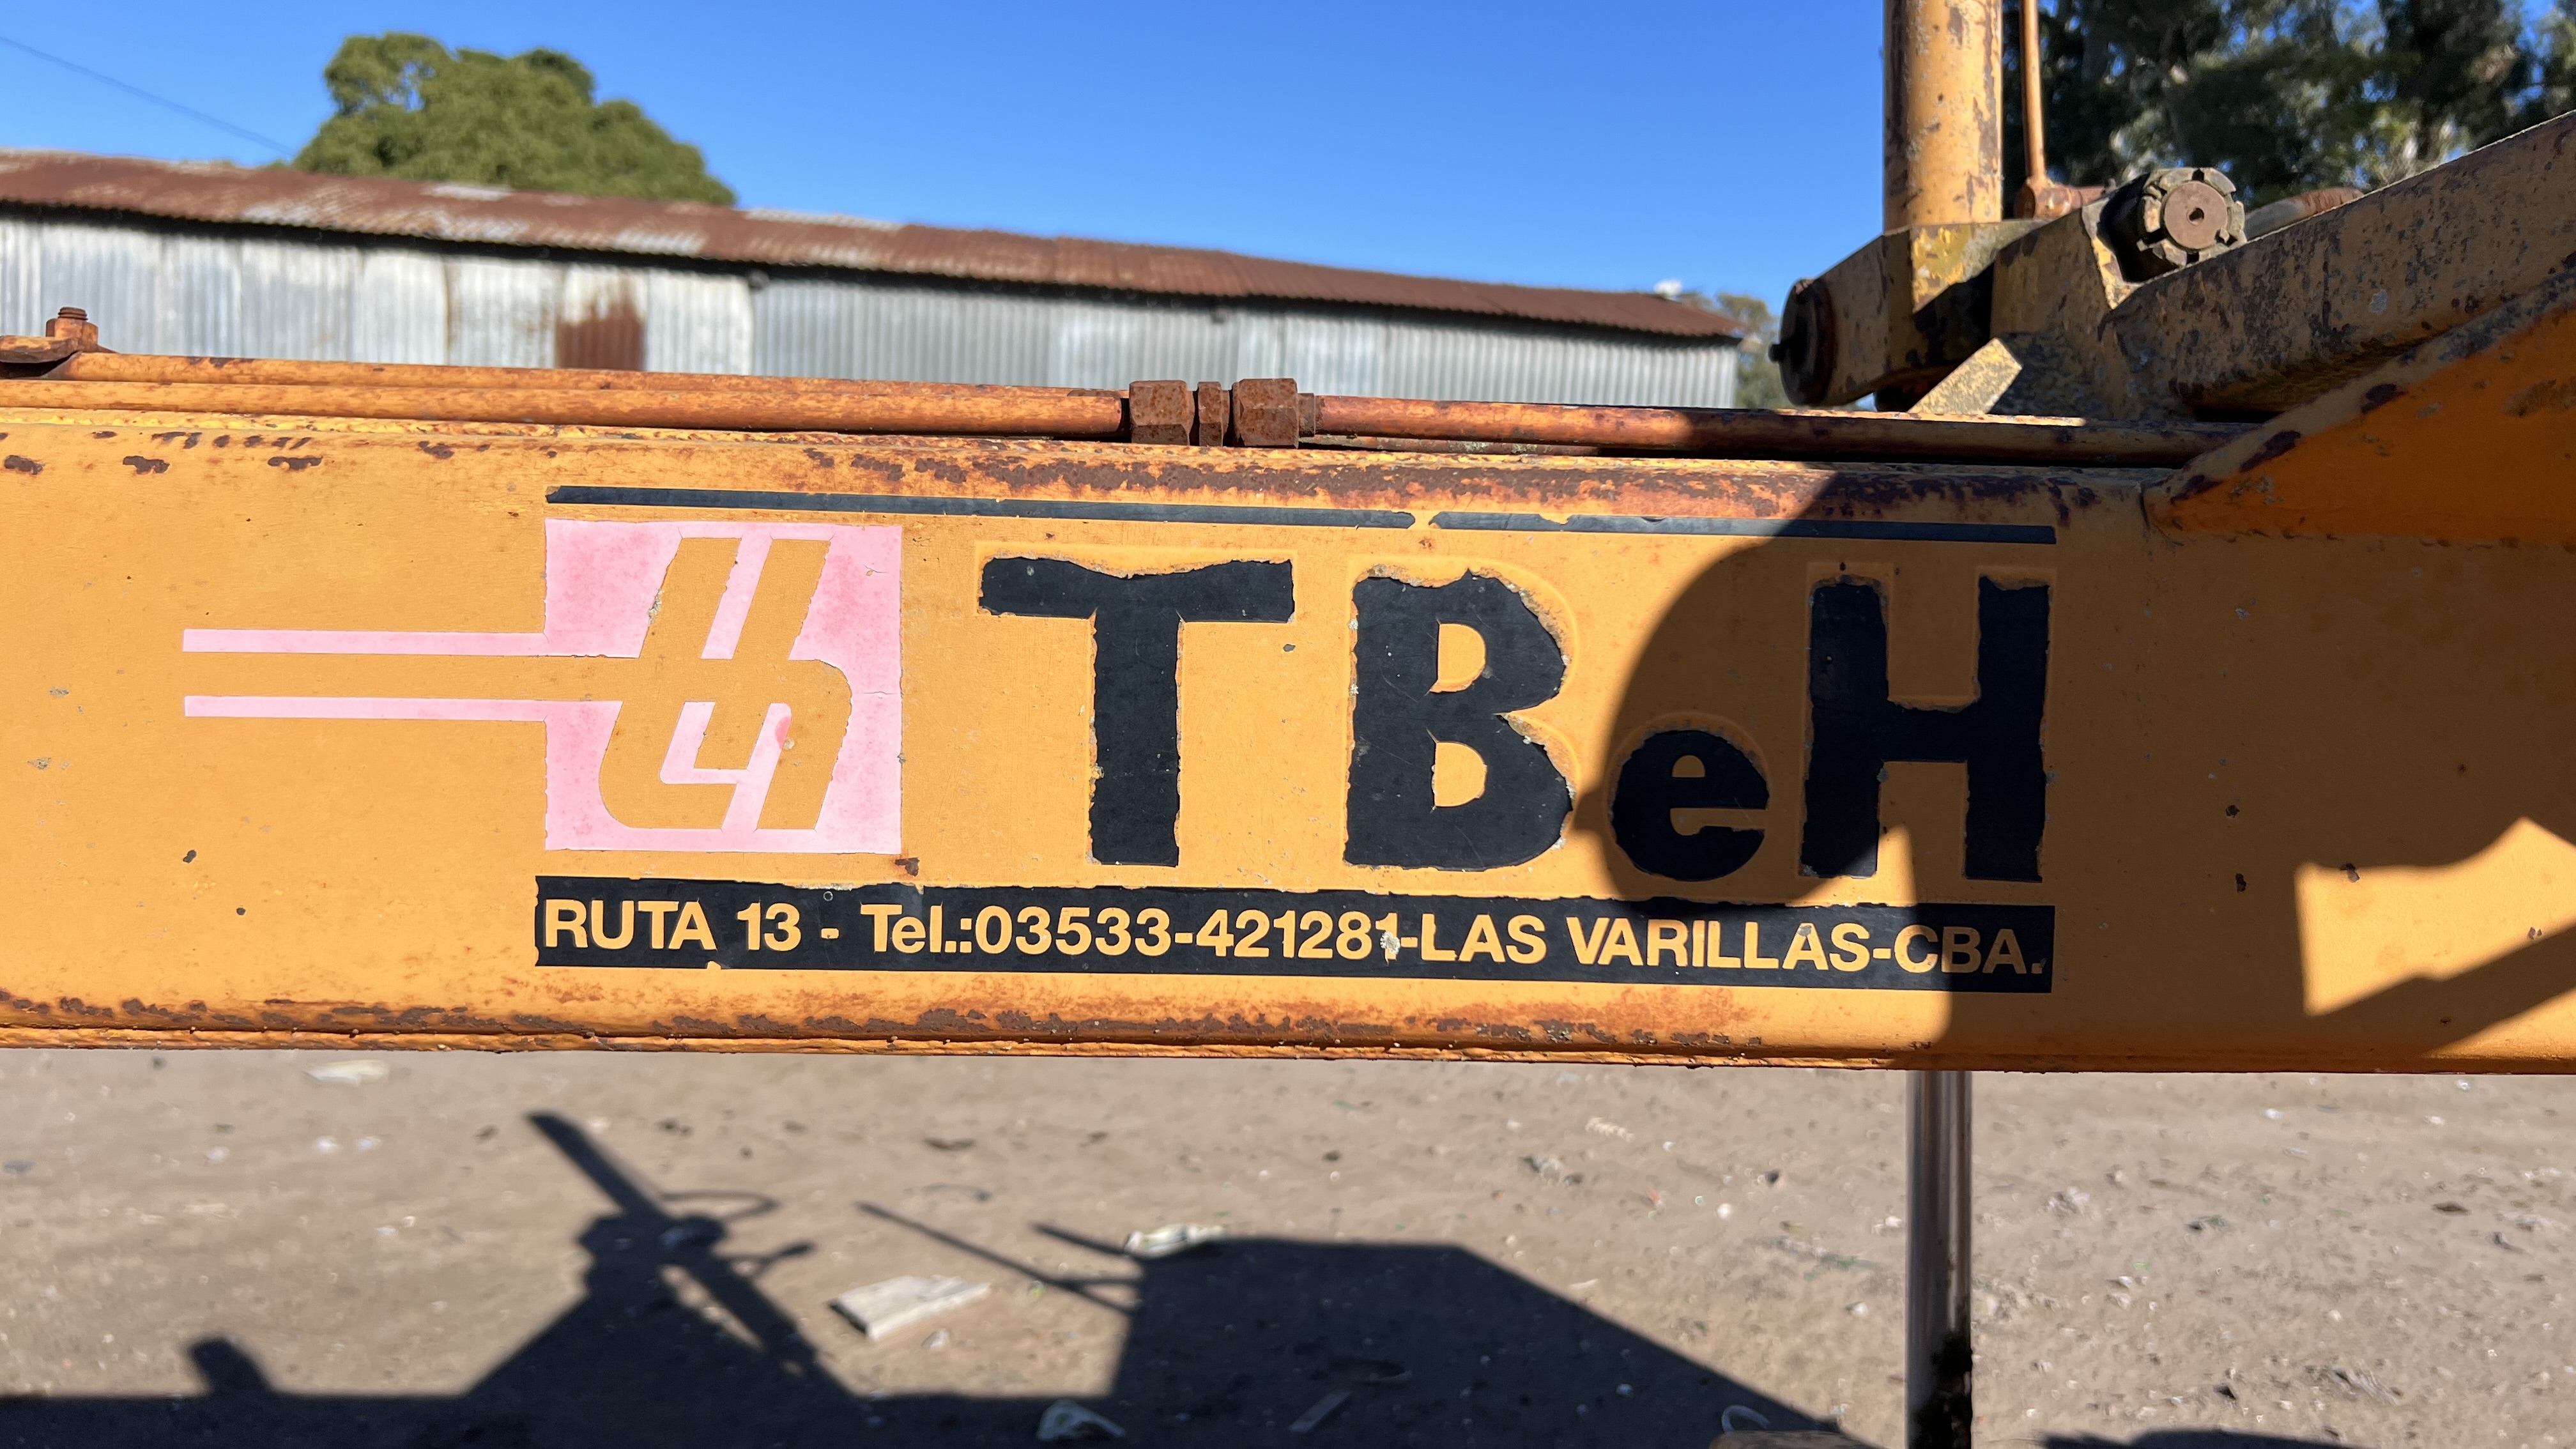 TBeH
RUTA 13 - Tel.:03533-421281-LAS VARILLAS-CBA.